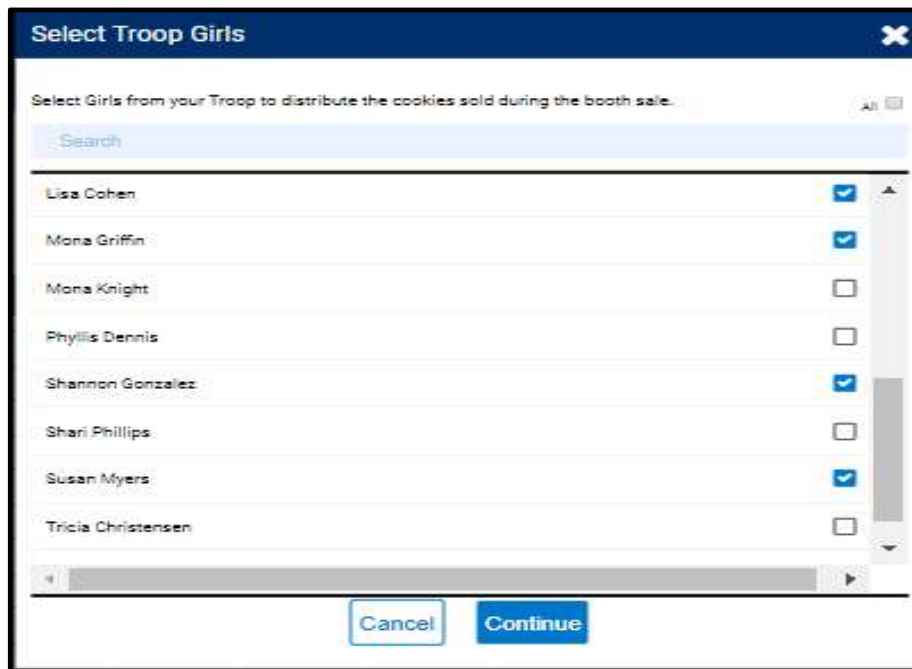 Select Troop Girls
Select Girls from your Troop to distribute the cookies sold during the booth sale.
All
Search
Lisa Cohen
Mona Griffin
Mona Knight
Phyllis Dennis
Shannon Gonzalez
Shari Phillips
Susan Myers
Tricia Christensen
Cancel
Continue